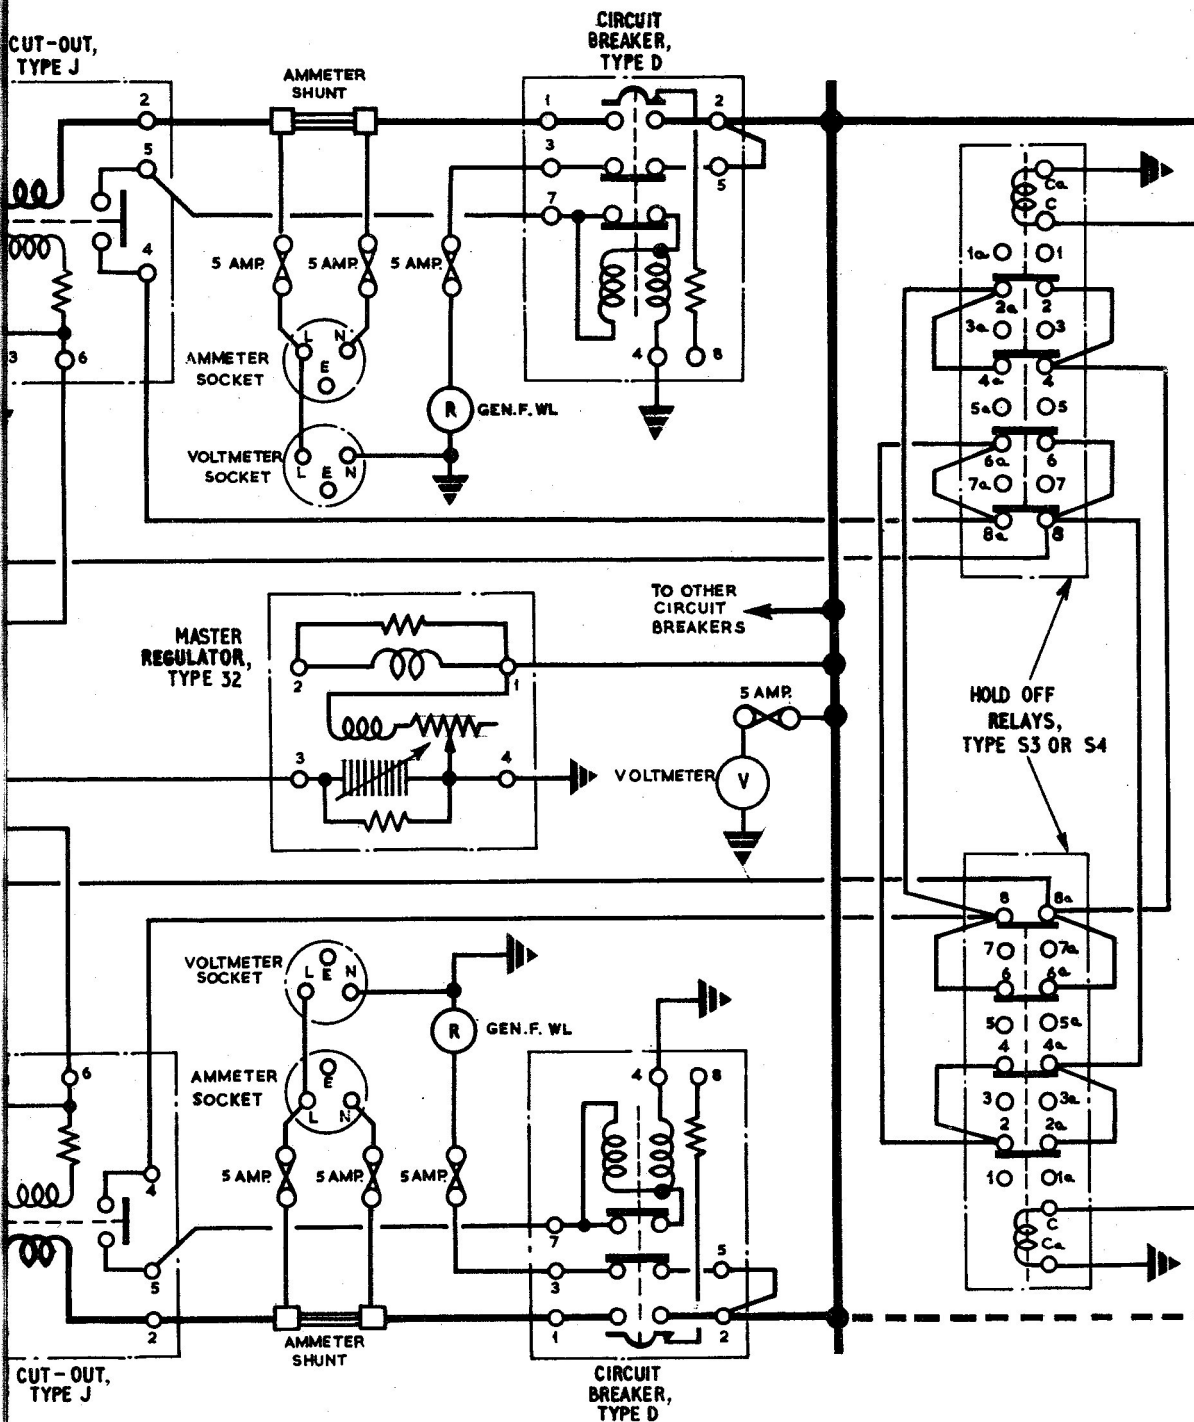 CUT-OUT,
TYPE J
AMMETER
SHUNT
CIRCUIT
BREAKER,
TYPE D
2
5
4
3
6
1
2
3
5
7
4
8
5 AMP.
5 AMP.
5 AMP.
L N
E
AMMETER
SOCKET
R
GEN. F. WL
VOLTMETER
SOCKET
L E N
Ca
C
1a
1
2a
2
3a
3
4a
4
5a
5
6a
6
7a
7
8a
8
TO OTHER
CIRCUIT
BREAKERS
MASTER
REGULATOR,
TYPE 32
2
1
3
4
5 AMP.
VOLTMETER
V
HOLD OFF
RELAYS,
TYPE S3 OR S4
8
8a
7
7a
6
6a
5
5a
4
4a
3
3a
2
2a
1
1a
C
Ca
VOLTMETER
SOCKET
L E N
R
GEN. F. WL
AMMETER
SOCKET
E
L N
6
4
5
2
5 AMP.
5 AMP.
5 AMP.
4
8
7
3
5
1
2
AMMETER
SHUNT
CUT-OUT,
TYPE J
CIRCUIT
BREAKER,
TYPE D